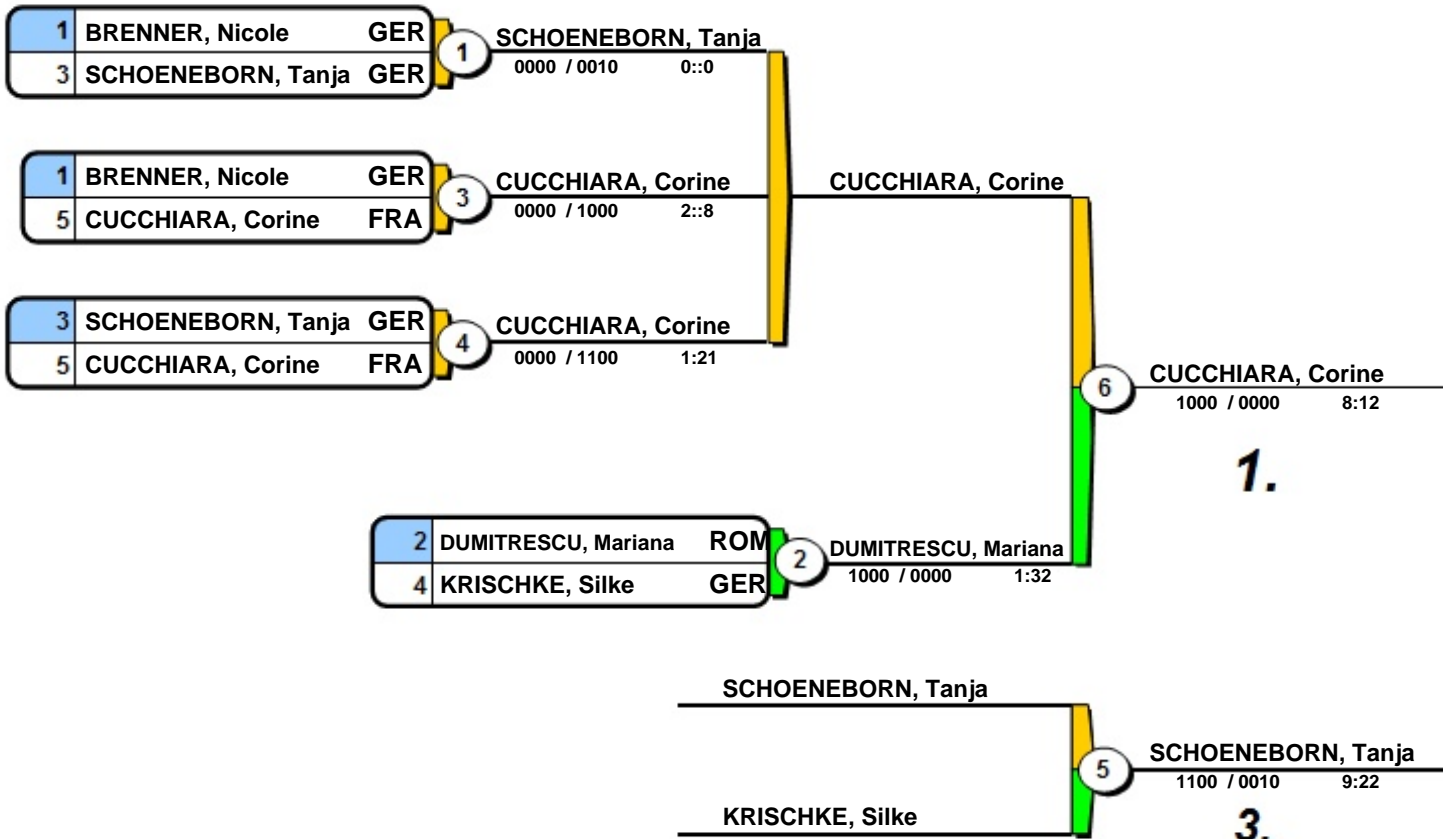 1 BRENNER, Nicole GER
3 SCHOENEBORN, Tanja GER
1
SCHOENEBORN, Tanja
0000 / 0010 0::0
1 BRENNER, Nicole GER
5 CUCCHIARA, Corine FRA
3
CUCCHIARA, Corine
0000 / 1000 2::8
CUCCHIARA, Corine
3 SCHOENEBORN, Tanja GER
5 CUCCHIARA, Corine FRA
4
CUCCHIARA, Corine
0000 / 1100 1:21
6
CUCCHIARA, Corine
1000 / 0000 8:12
1.
2 DUMITRESCU, Mariana ROM
4 KRISCHKE, Silke GER
2
DUMITRESCU, Mariana
1000 / 0000 1:32
SCHOENEBORN, Tanja
5
SCHOENEBORN, Tanja
1100 / 0010 9:22
KRISCHKE, Silke
3.